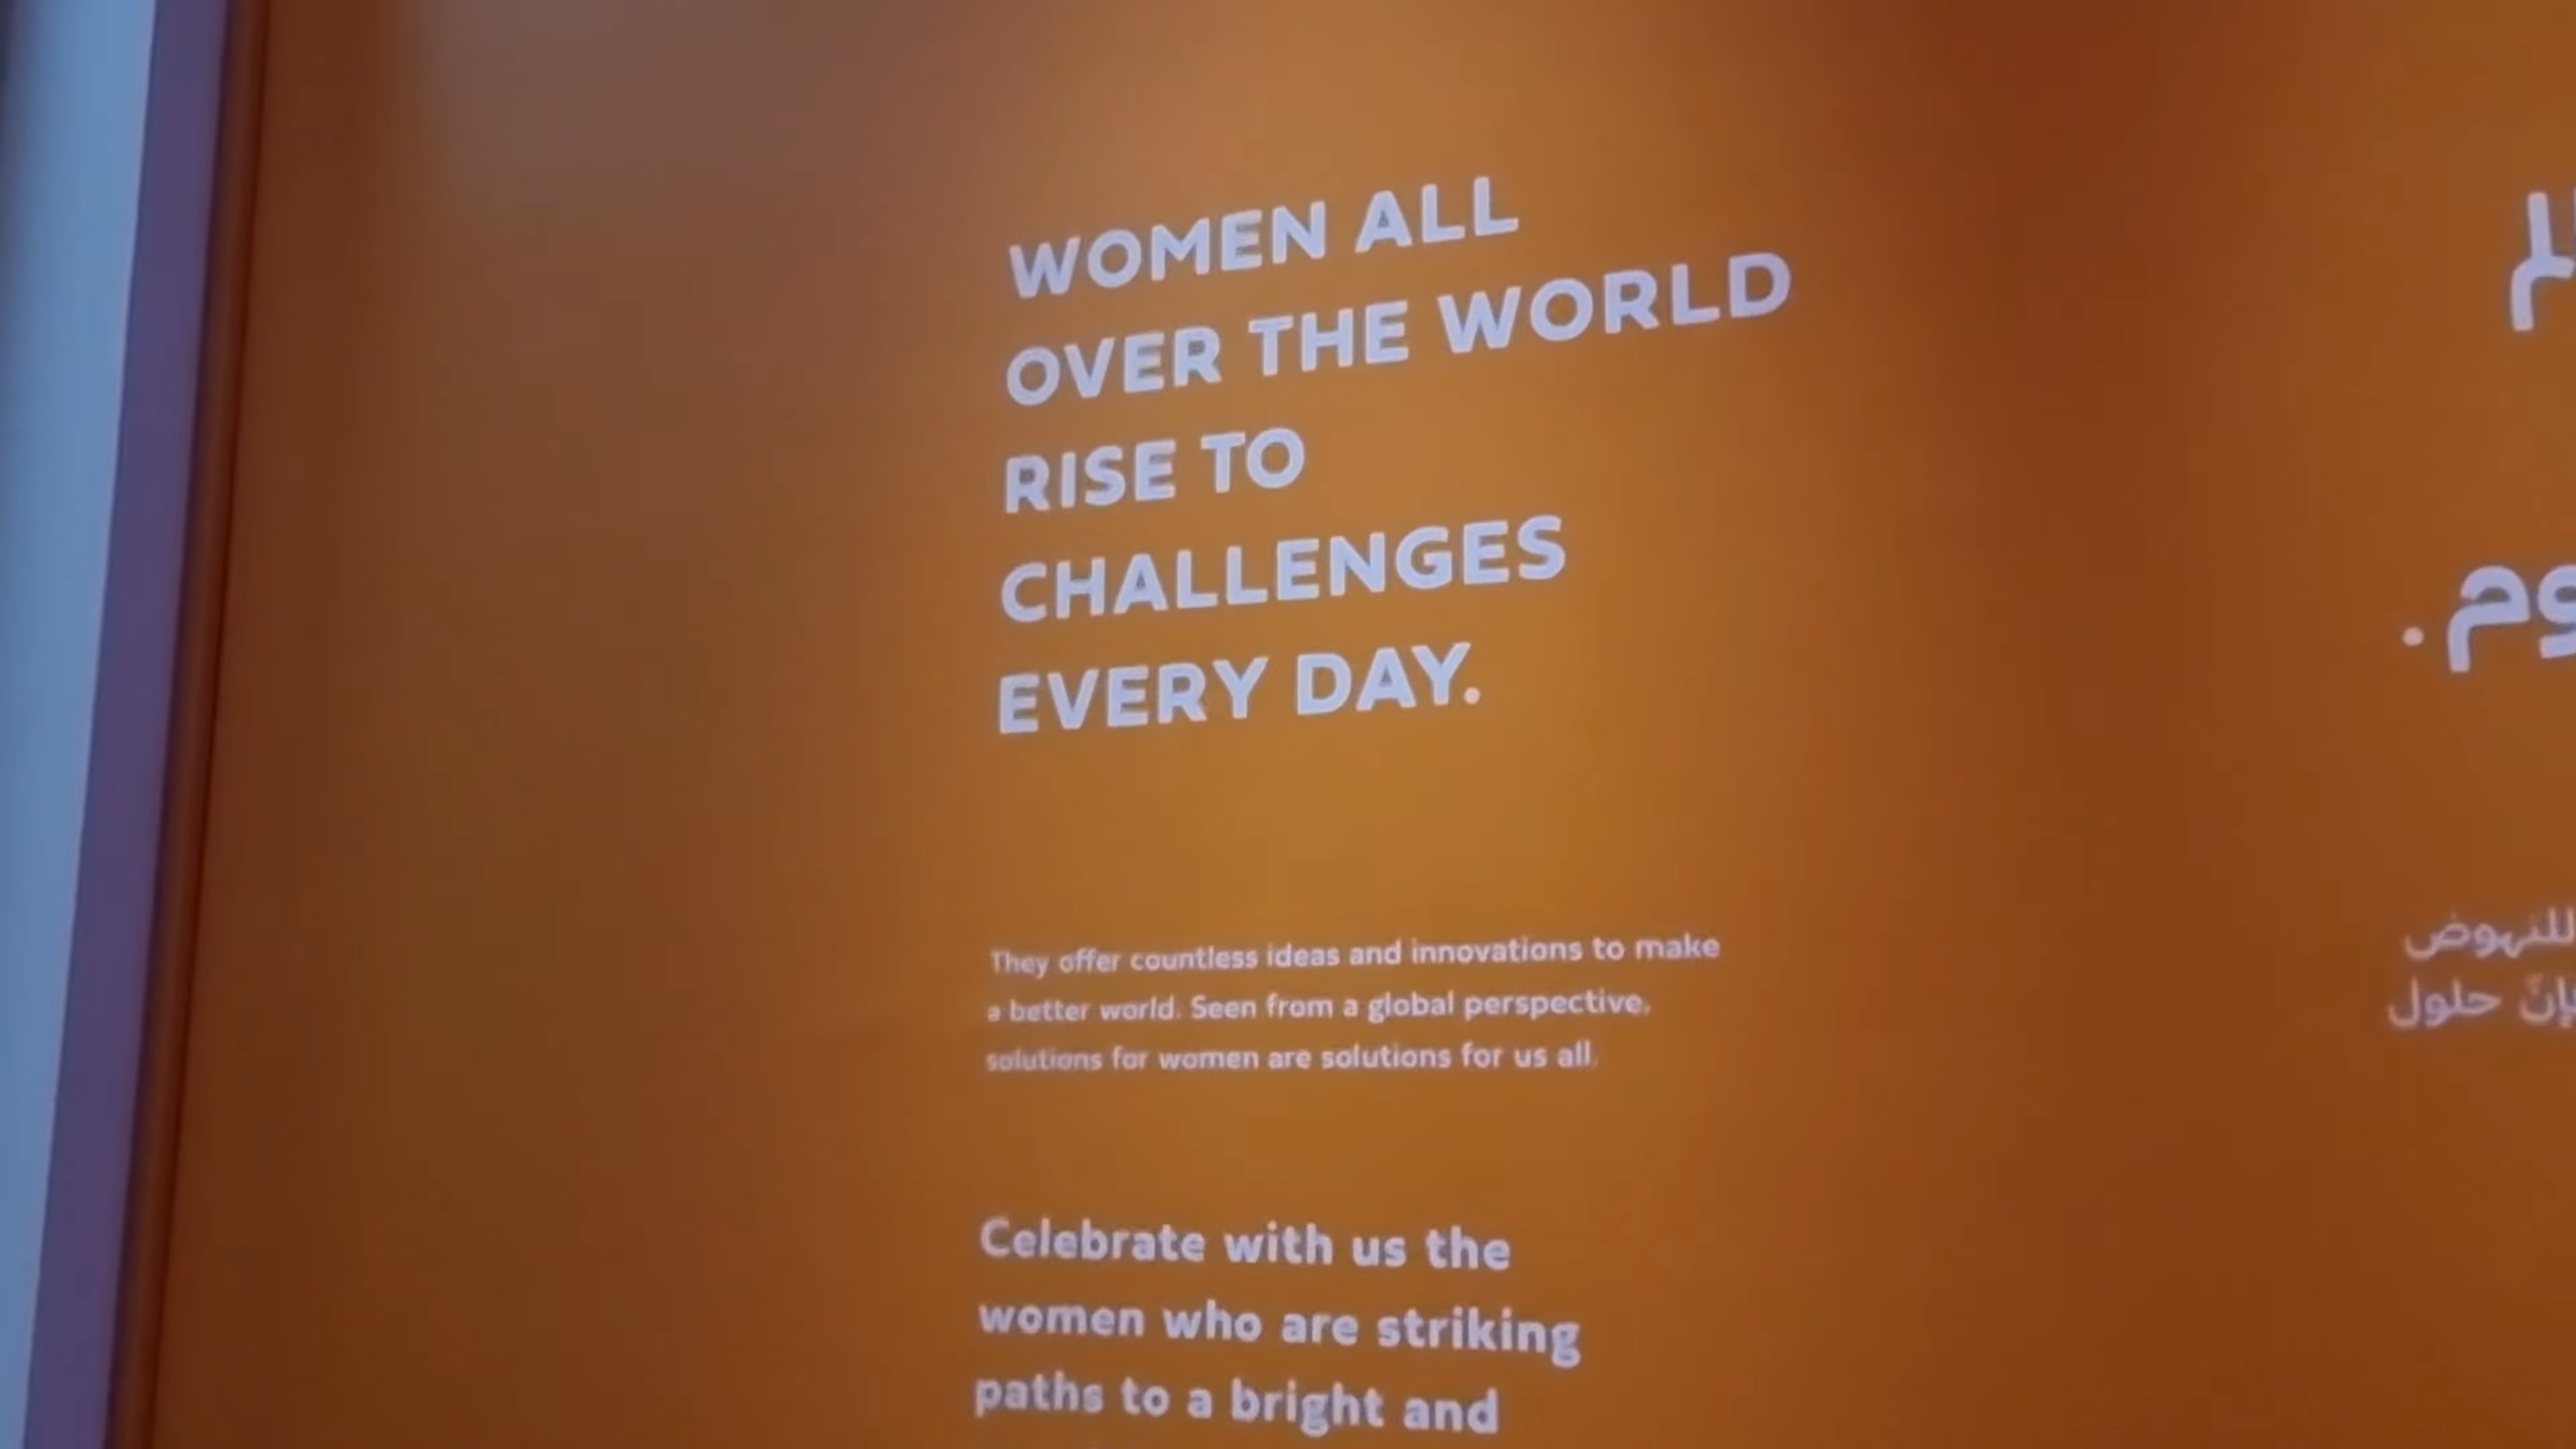 WOMEN ALL
OVER THE WORLD
RISE TO
CHALLENGES
EVERY DAY.
They offer countless ideas and innovations to make
a better world. Seen from a global perspective,
solutions for women are solutions for us all.
Celebrate with us the
women who are striking
paths to a bright and
للنهوض
حلول